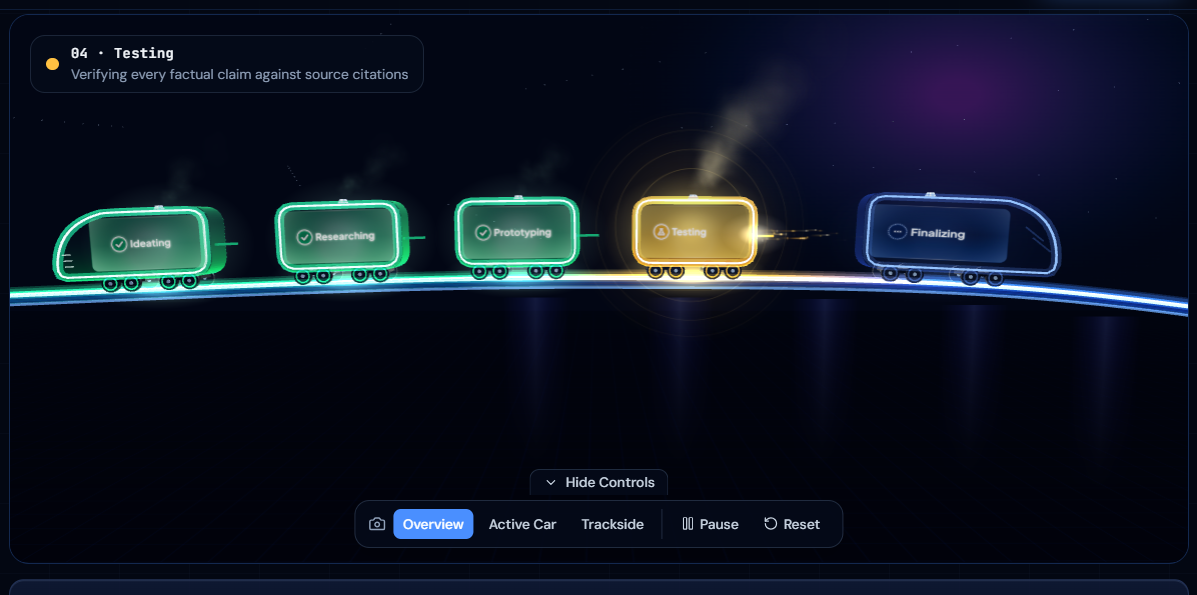 04 · Testing
Verifying every factual claim against source citations
Ideating
Researching
Prototyping
Testing
Finalizing
Hide Controls
Overview Active Car Trackside Pause Reset